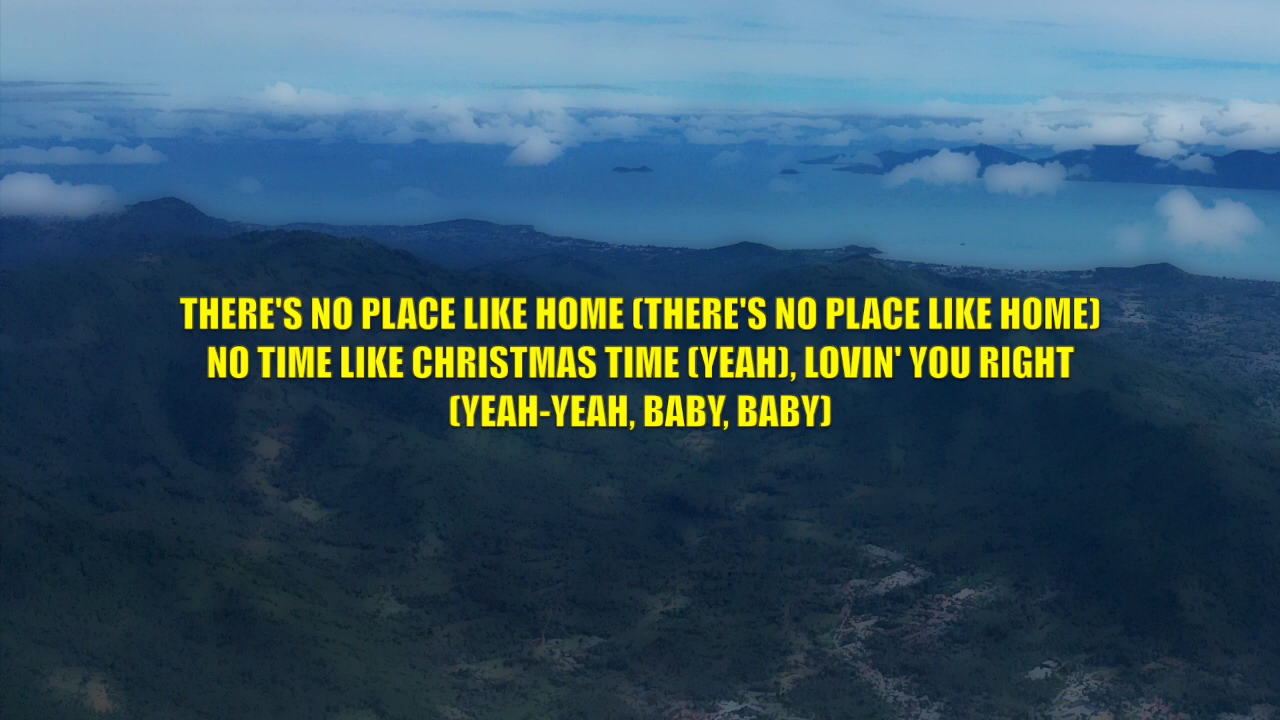 THERE'S NO PLACE LIKE HOME (THERE'S NO PLACE LIKE HOME)
NO TIME LIKE CHRISTMAS TIME (YEAH), LOVIN' YOU RIGHT
(YEAH-YEAH, BABY, BABY)